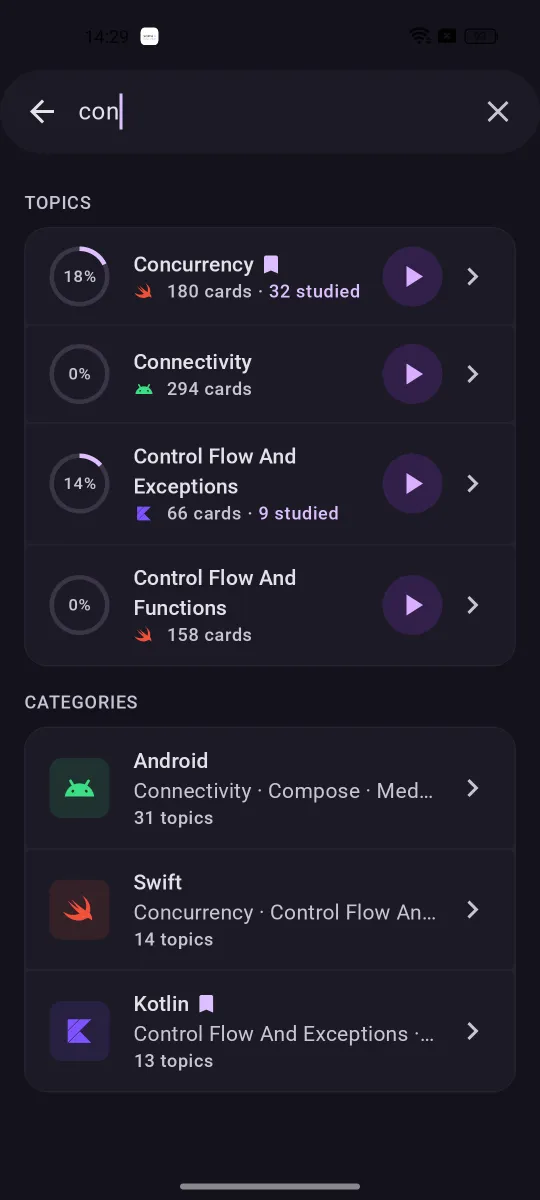 14:29
con
TOPICS
18%
Concurrency
180 cards · 32 studied
0%
Connectivity
294 cards
14%
Control Flow And
Exceptions
66 cards · 9 studied
0%
Control Flow And
Functions
158 cards
CATEGORIES
Android
Connectivity · Compose · Med…
31 topics
Swift
Concurrency · Control Flow An…
14 topics
Kotlin
Control Flow And Exceptions ·…
13 topics